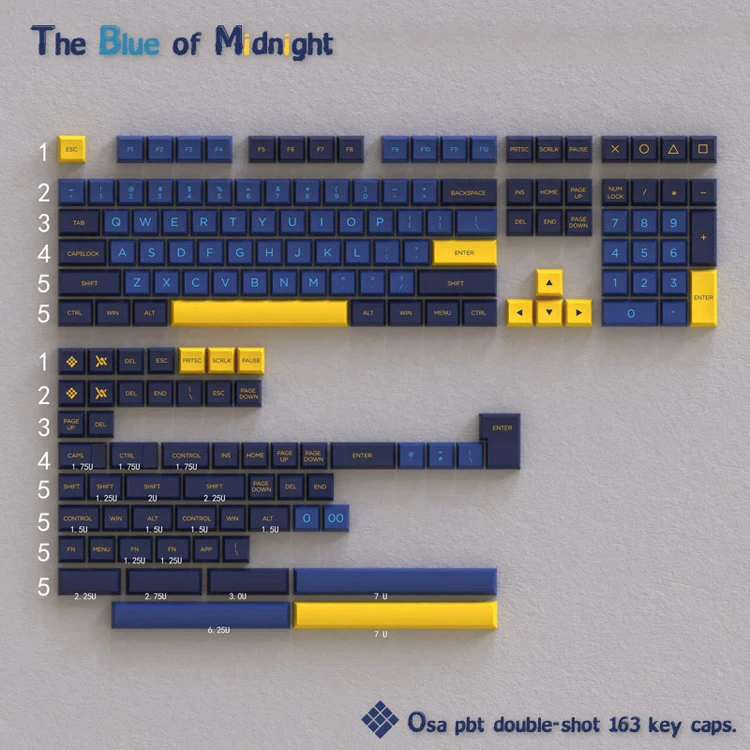 The Blue of Midnight
1 ESC F1 F2 F3 F4 F5 F6 F7 F8 F9 F10 F11 F12 PRTSC SCRLK PAUSE
2 BACKSPACE INS HOME PAGE UP NUM LOCK / * -
3 TAB Q W E R T Y U I O P DEL END PAGE DOWN 7 8 9 +
4 CAPSLOCK A S D F G H J K L ENTER 4 5 6
5 SHIFT Z X C V B N M SHIFT 1 2 3 ENTER
5 CTRL WIN ALT ALT WIN MENU CTRL 0
1 DEL ESC PRTSC SCRLK PAUSE
2 DEL END ESC PAGE DOWN
3 PAGE UP DEL ENTER
4 CAPS CTRL CONTROL INS HOME PAGE UP PAGE DOWN ENTER
1.75U 1.75U 1.75U
5 SHIFT SHIFT SHIFT SHIFT PAGE DOWN DEL END
1.25U 2U 2.25U
5 CONTROL WIN ALT CONTROL WIN ALT 0 00
1.5U 1.5U 1.5U 1.5U
5 FN MENU FN FN APP \
1.25U 1.25U
5
2.25U 2.75U 3.0U 7 U
6.25U 7 U
Osa pbt double-shot 163 key caps.